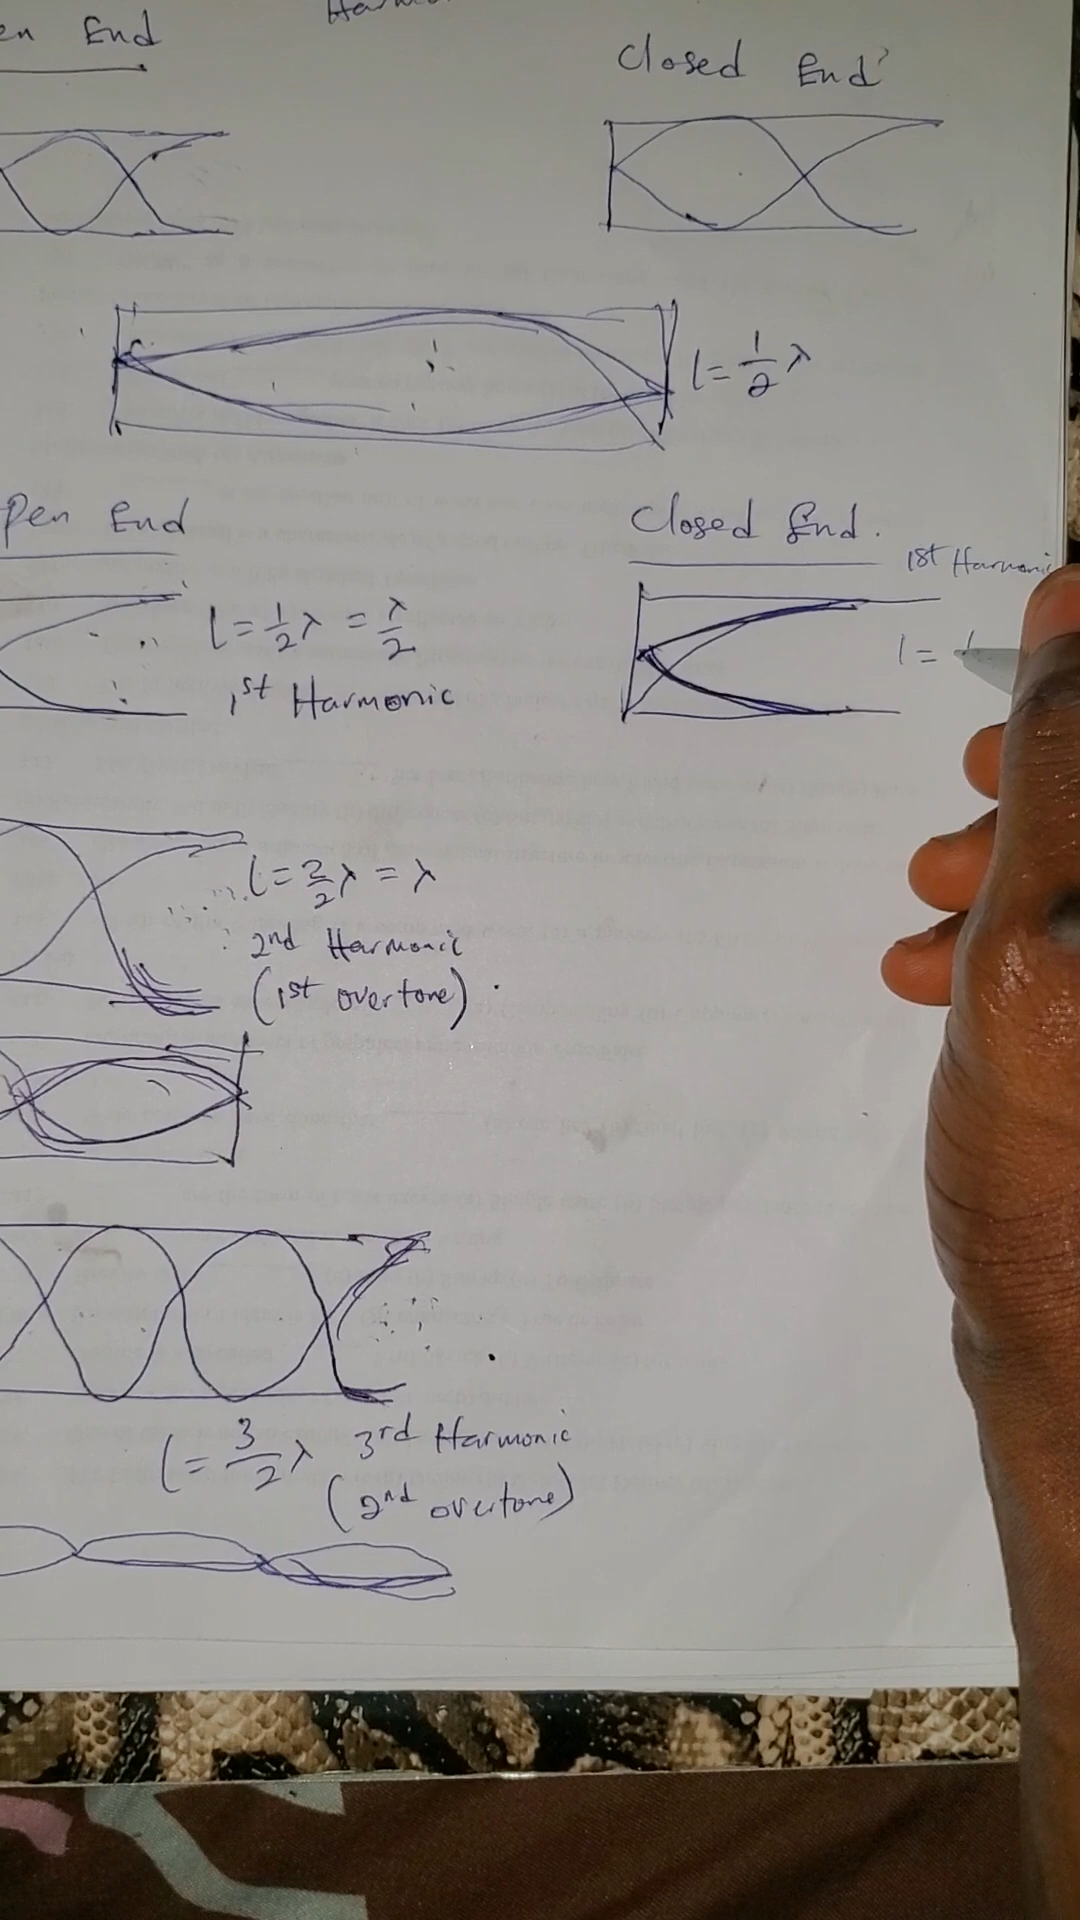 en End
Closed End
l = 1/2 λ
pen End
Closed End.
1st Harmonic
l = 1/2 λ = λ/2
1st Harmonic
l =
l = 2/2 λ = λ
2nd Harmonic
(1st overtone).
l = 3/2 λ 3rd Harmonic
(2nd overtone)